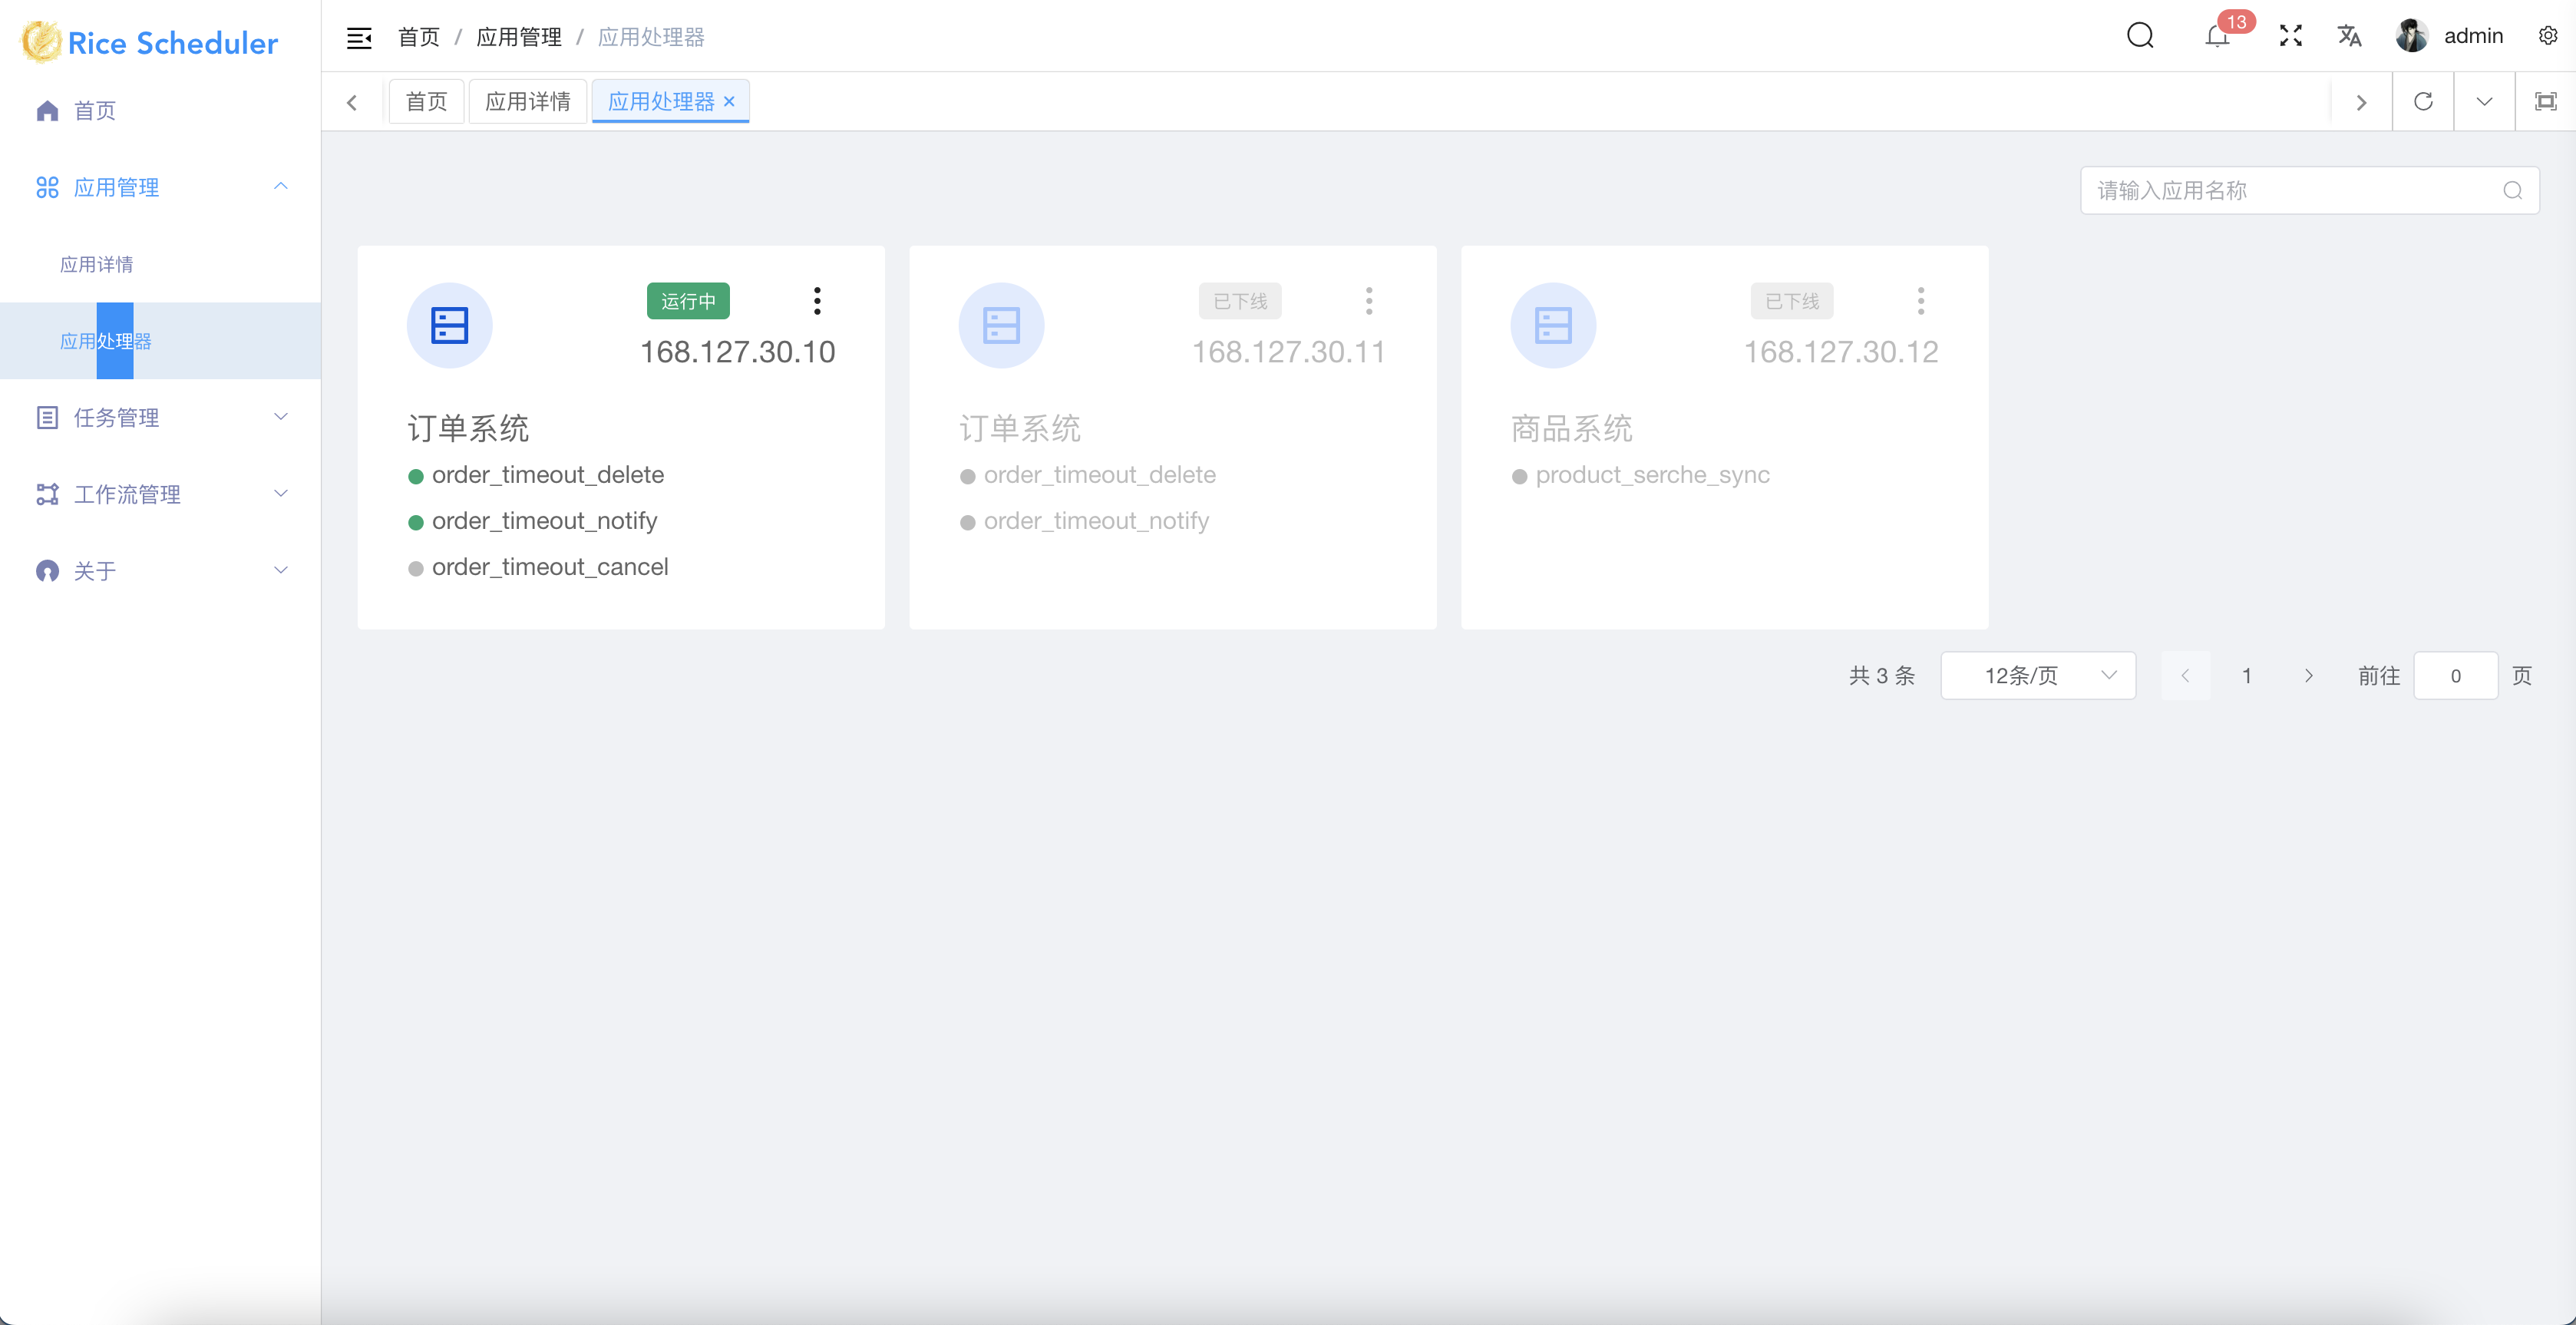 Rice Scheduler
首页
应用管理
应用详情
应用处理器
任务管理
工作流管理
关于
首页 / 应用管理 / 应用处理器
13
admin
首页
应用详情
应用处理器
请输入应用名称
运行中
168.127.30.10
订单系统
order_timeout_delete
order_timeout_notify
order_timeout_cancel
已下线
168.127.30.11
订单系统
order_timeout_delete
order_timeout_notify
已下线
168.127.30.12
商品系统
product_serche_sync
共 3 条 12条/页 1 前往 0 页